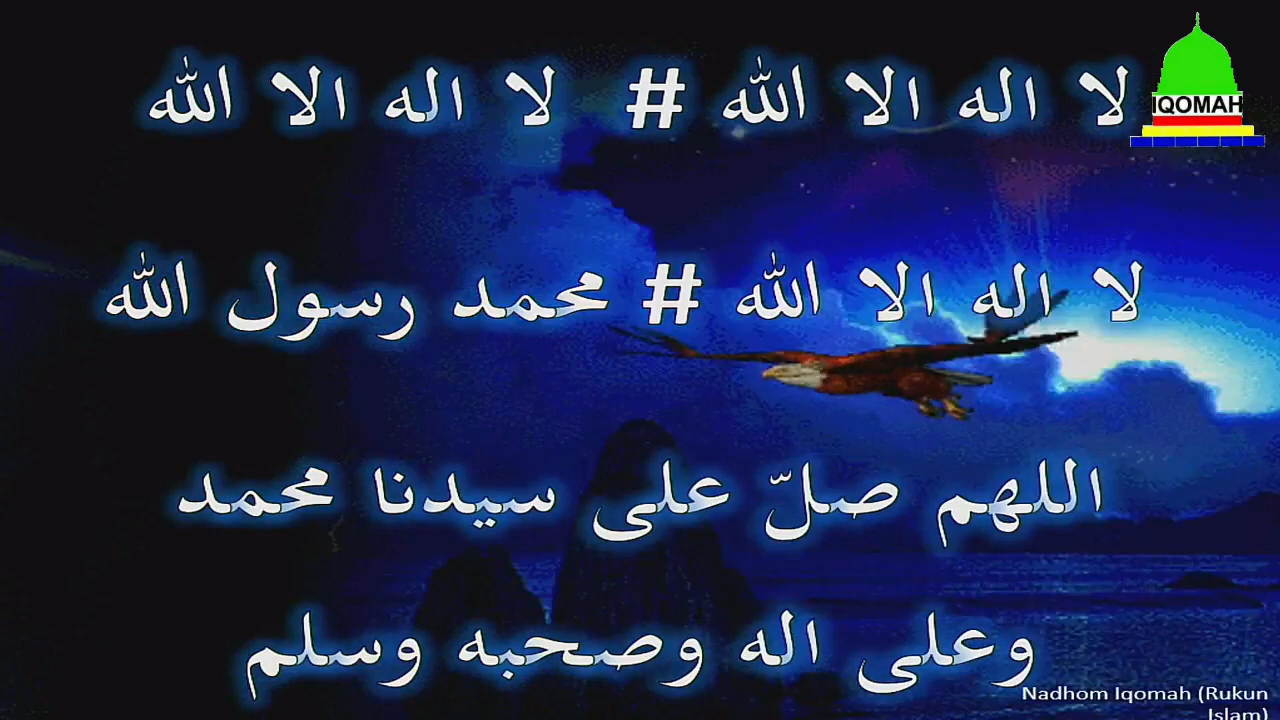 لا اله الا الله # لا اله الا الله
IQOMAH
لا اله الا الله # محمد رسول الله
اللهم صلّ على سيدنا محمد
وعلى اله وصحبه وسلم
Nadhom Iqomah (Rukun
Islam)